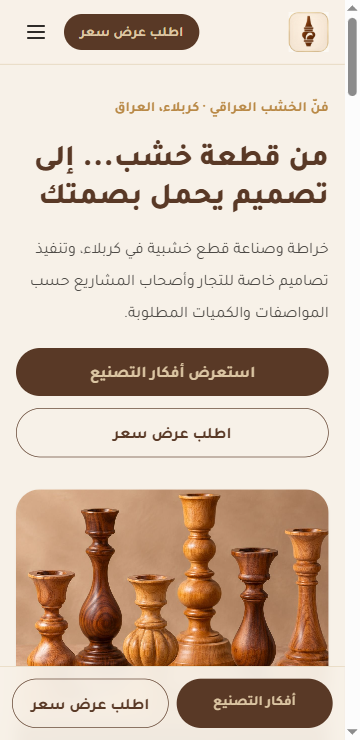 اطلب عرض سعر
فنّ الخشب العراقي · كربلاء، العراق
من قطعة خشب... إلى
تصميم يحمل بصمتك
خراطة وصناعة قطع خشبية في كربلاء، وتنفيذ
تصاميم خاصة للتجار وأصحاب المشاريع حسب
المواصفات والكميات المطلوبة.
استعرض أفكار التصنيع
اطلب عرض سعر
أفكار التصنيع
اطلب عرض سعر